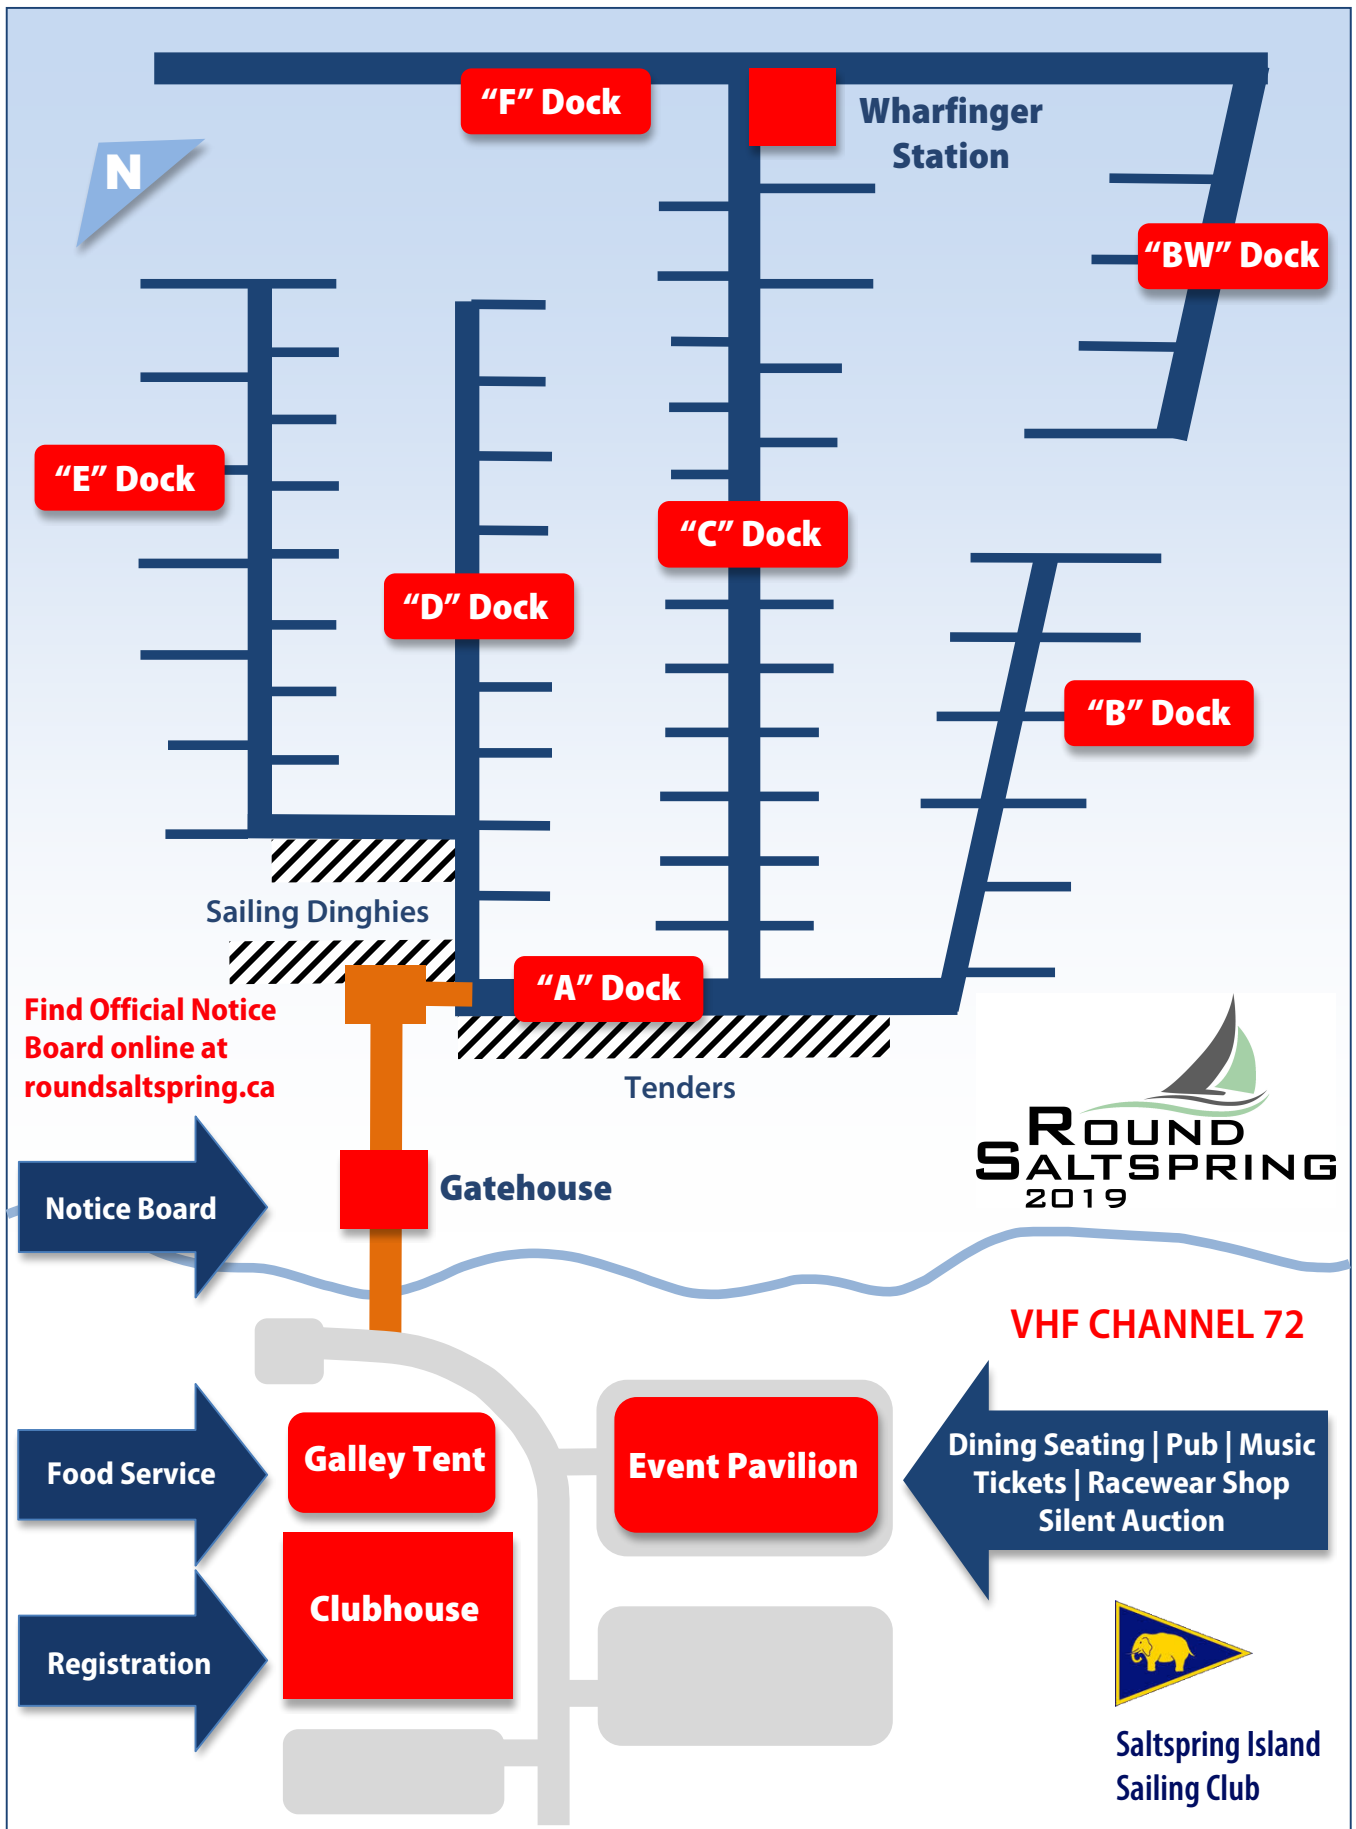 “F” Dock
Wharfinger
Station
N
“BW” Dock
“E” Dock
“C” Dock
“D” Dock
“B” Dock
Sailing Dinghies
“A” Dock
Find Official Notice
Board online at
roundsaltspring.ca
Tenders
ROUND
SALTSPRING
2019
Notice Board
Gatehouse
VHF CHANNEL 72
Food Service
Galley Tent
Event Pavilion
Dining Seating | Pub | Music
Tickets | Racewear Shop
Silent Auction
Clubhouse
Registration
Saltspring Island
Sailing Club